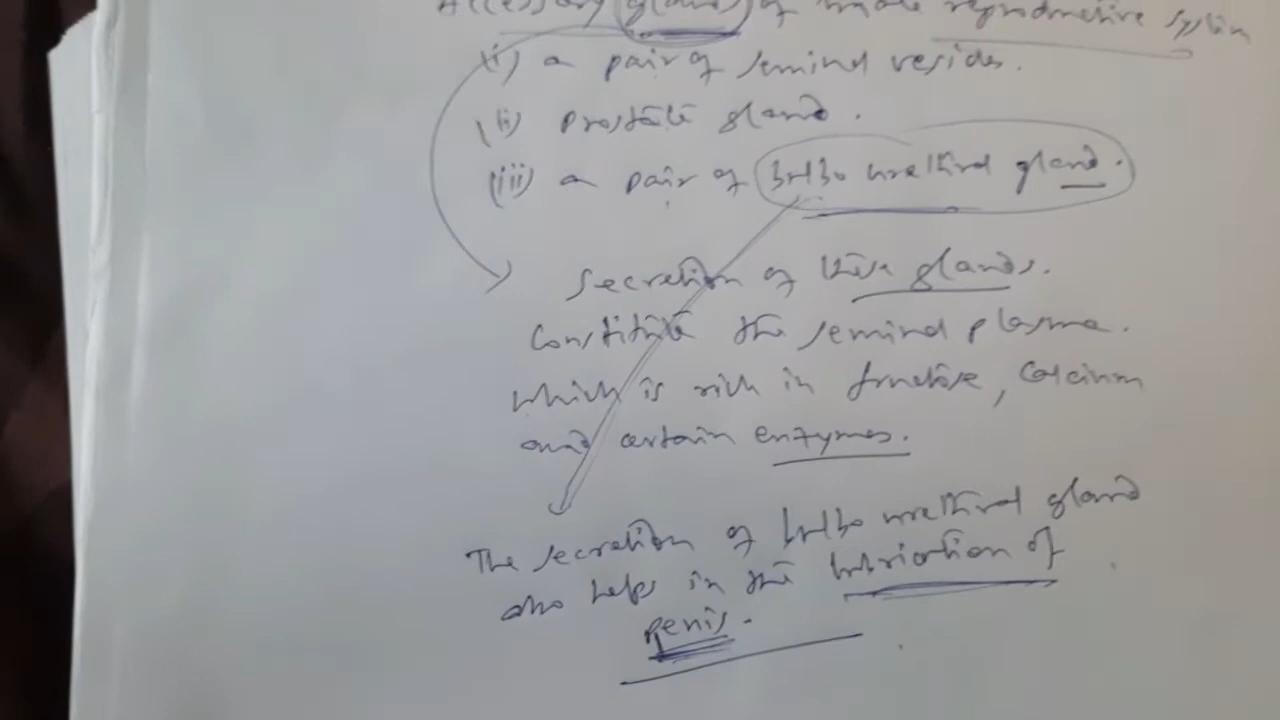 Accessary glands of male reproductive system
(i) a pair of seminal vesides.
(ii) prostate gland.
(iii) a pair of bulbo urethral gland.
Secretion of these glands.
Constitute the seminal plasma.
which is rich in fructose, Calcium
and certain enzymes.
The secretion of bulbo urethral gland
also helps in the lubrication of
penis.